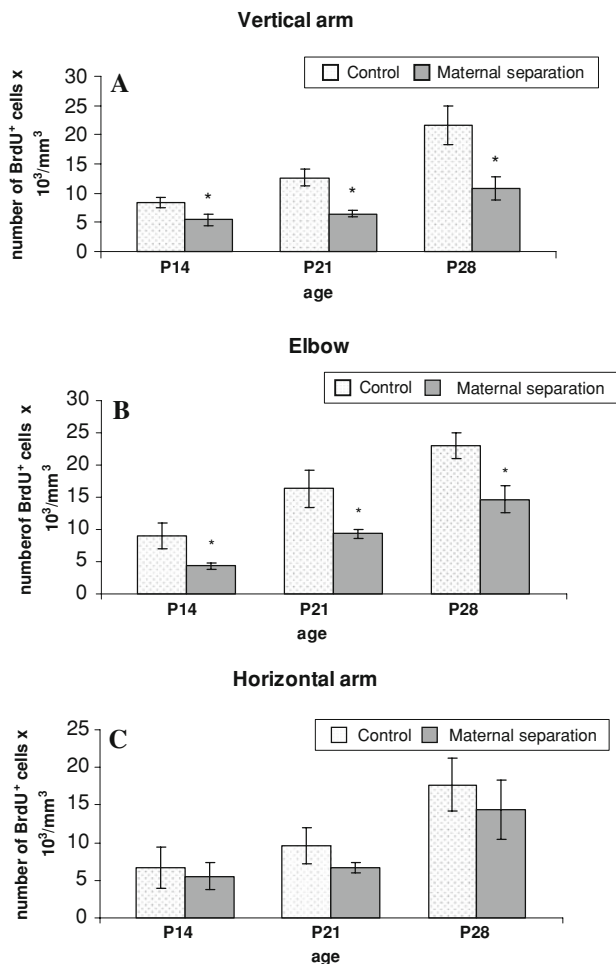 Vertical arm
A
Control Maternal separation
number of BrdU⁺ cells x
10³/mm³
30
25
20
15
10
5
0
*
*
*
P14 P21 P28
age
Elbow
B
Control Maternal separation
numberof BrdU⁺ cells x
10³/mm³
30
25
20
15
10
5
0
*
*
*
P14 P21 P28
age
Horizontal arm
C
Control Maternal separation
number of BrdU⁺ cells x
10³/mm³
25
20
15
10
5
0
P14 P21 P28
age